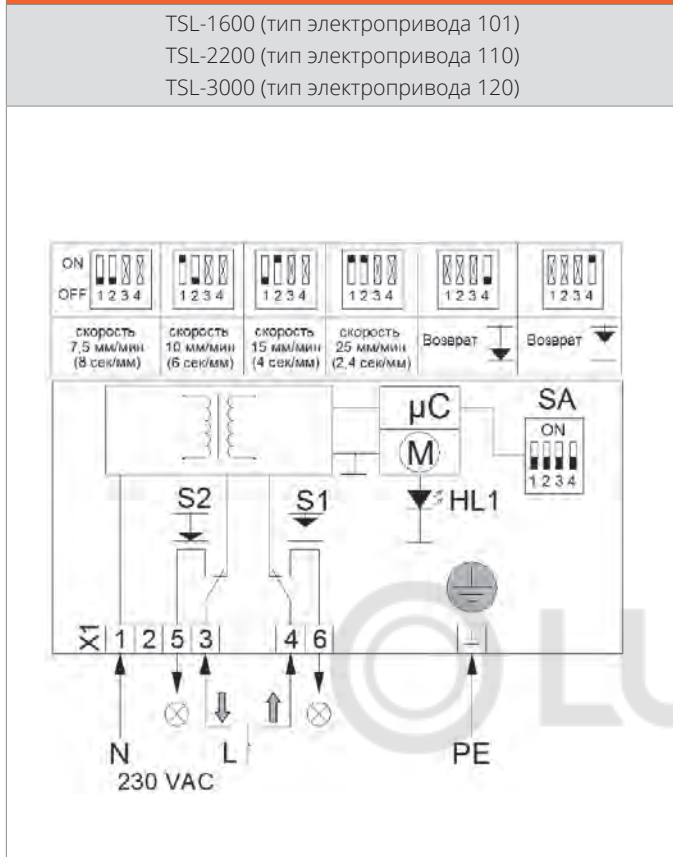 TSL-1600 (тип электропривода 101)
TSL-2200 (тип электропривода 110)
TSL-3000 (тип электропривода 120)
ON
OFF
1 2 3 4
1 2 3 4
1 2 3 4
1 2 3 4
1 2 3 4
1 2 3 4
скорость
7,5 мм/мин
(8 сек/мм)
скорость
10 мм/мин
(6 сек/мм)
скорость
15 мм/мин
(4 сек/мм)
скорость
25 мм/мин
(2,4 сек/мм)
Возврат
Возврат
µC
M
SA
ON
1 2 3 4
S2
S1
HL1
X1 1 2 5 3 4 6
N
L
PE
230 VAC
LU